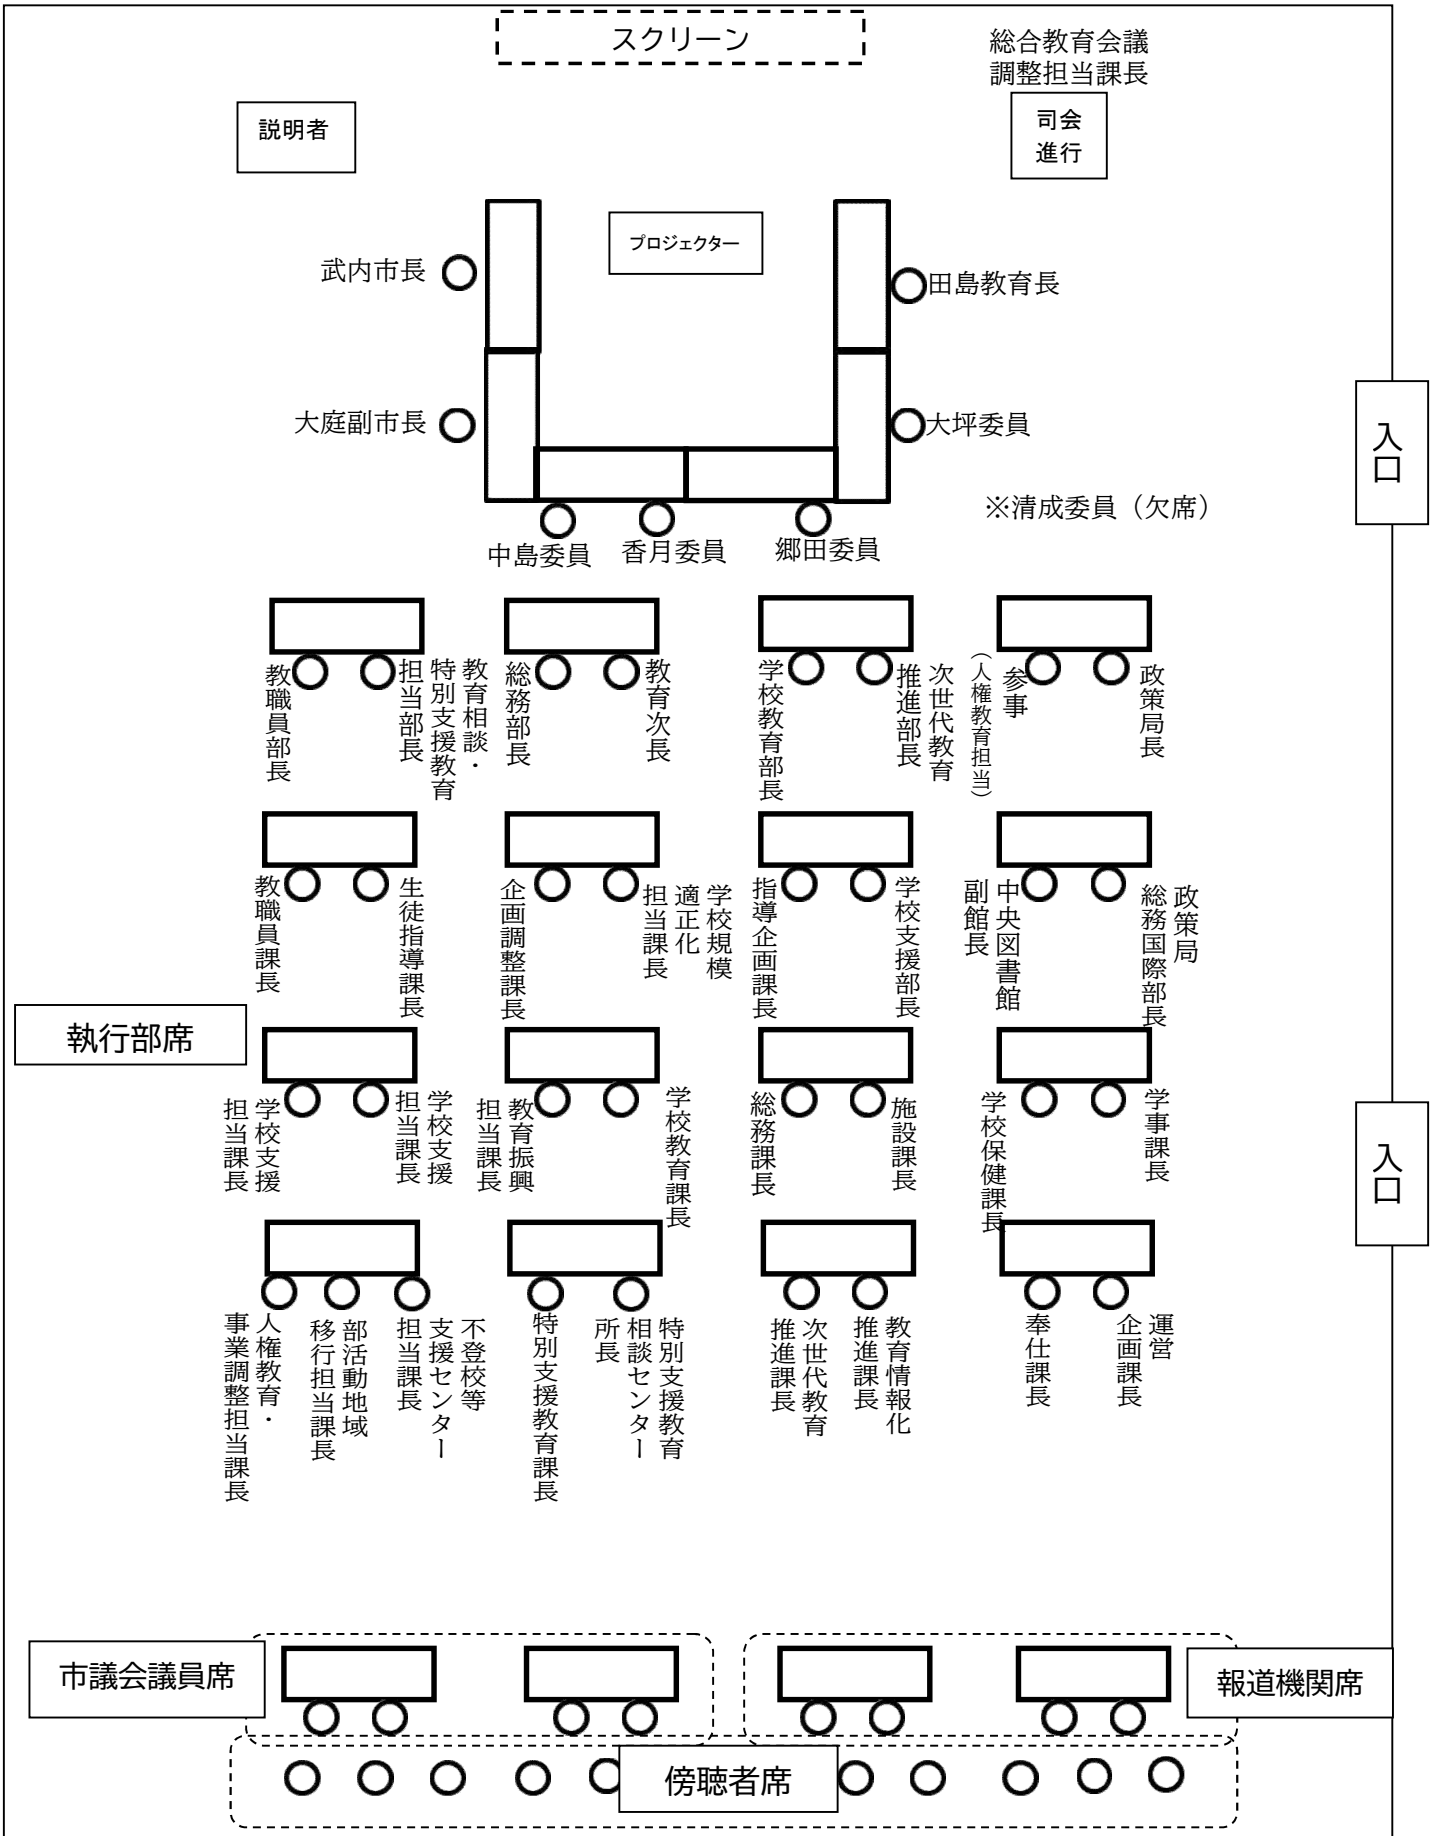 スクリーン
総合教育会議
調整担当課長
説明者
司会
進行
プロジェクター
武内市長
田島教育長
大庭副市長
大坪委員
入口
※清成委員（欠席）
中島委員
香月委員
郷田委員
教職員部長
教育相談・
特別支援教育
担当部長
総務部長
教育次長
学校教育部長
次世代教育
推進部長
参事
（人権教育担当）
政策局長
教職員課長
生徒指導課長
企画調整課長
学校規模
適正化
担当課長
指導企画課長
学校支援部長
中央図書館
副館長
政策局
総務国際部長
執行部席
学校支援
担当課長
学校支援
担当課長
教育振興
担当課長
学校教育課長
総務課長
施設課長
学校保健課長
学事課長
入口
人権教育・
事業調整担当課長
部活動地域
移行担当課長
不登校等
支援センター
担当課長
特別支援教育課長
特別支援教育
相談センター
所長
次世代教育
推進課長
教育情報化
推進課長
奉仕課長
運営
企画課長
市議会議員席
報道機関席
傍聴者席